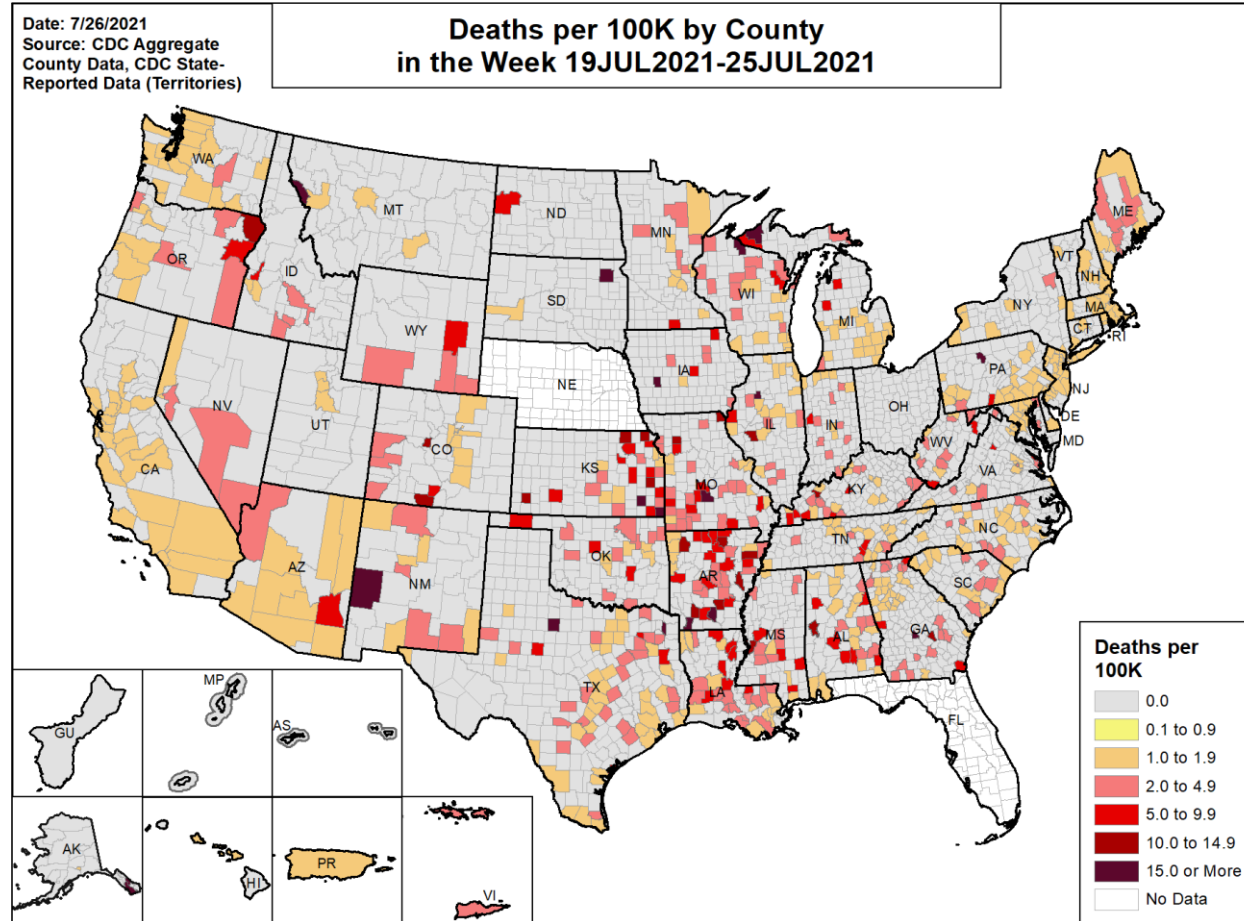 Date: 7/26/2021
Source: CDC Aggregate
County Data, CDC State-
Reported Data (Territories)
Deaths per 100K by County
in the Week 19JUL2021-25JUL2021
WA
MT
ND
MN
ME
OR
ID
SD
WI
MI
VT
NH
NY
MA
CT
RI
WY
IA
NE
PA
NJ
NV
UT
CO
IL
IN
OH
DE
MD
WV
VA
CA
KS
MO
KY
NC
TN
AZ
NM
OK
AR
SC
MS
AL
GA
TX
LA
FL
GU
MP
AS
AK
HI
PR
VI
Deaths per
100K
0.0
0.1 to 0.9
1.0 to 1.9
2.0 to 4.9
5.0 to 9.9
10.0 to 14.9
15.0 or More
No Data